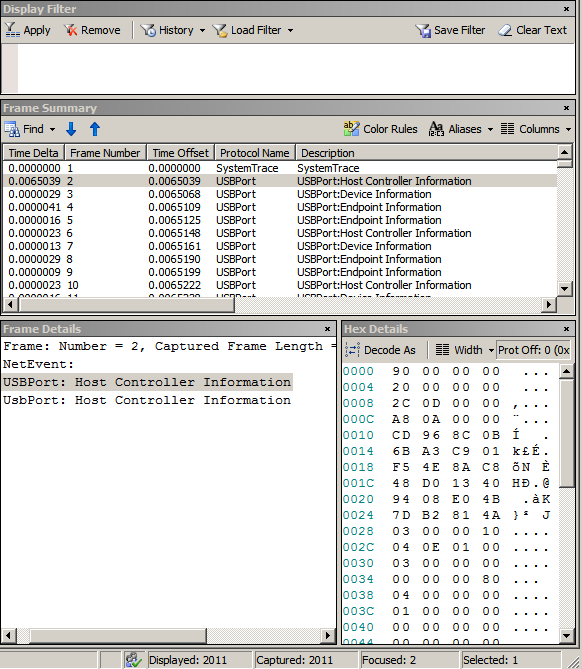 Display Filter
Apply Remove History Load Filter Save Filter Clear Text
Frame Summary
Find Color Rules Aliases Columns
Time Delta Frame Number Time Offset Protocol Name Description
0.0000000 1 0.0000000 SystemTrace SystemTrace
0.0065039 2 0.0065039 USBPort USBPort:Host Controller Information
0.0000029 3 0.0065068 USBPort USBPort:Device Information
0.0000041 4 0.0065109 USBPort USBPort:Endpoint Information
0.0000016 5 0.0065125 USBPort USBPort:Endpoint Information
0.0000023 6 0.0065148 USBPort USBPort:Host Controller Information
0.0000013 7 0.0065161 USBPort USBPort:Device Information
0.0000029 8 0.0065190 USBPort USBPort:Endpoint Information
0.0000009 9 0.0065199 USBPort USBPort:Endpoint Information
0.0000023 10 0.0065222 USBPort USBPort:Host Controller Information
Frame Details
Frame: Number = 2, Captured Frame Length =
NetEvent:
USBPort: Host Controller Information
UsbPort: Host Controller Information
Hex Details
Decode As Width Prot Off: 0 (0x
0000 90 00 00 00 ...
0004 20 00 00 00 ...
0008 2C 0D 00 00 ,...
000C A8 0A 00 00 ¨...
0010 CD 96 8C 0B Í .
0014 6B A3 C9 01 k£É.
0018 F5 4E 8A C8 õN È
001C 48 D0 13 40 HÐ.@
0020 94 08 E0 4B .àK
0024 7D B2 81 4A }² J
0028 03 00 00 10 ....
002C 04 0E 01 00 ....
0030 03 00 00 00 ....
0034 00 00 00 80 ...
0038 04 00 00 00 ....
003C 01 00 00 00 ....
0040 00 00 00 00 ....
0044 00 00 00 00 ....
Displayed: 2011 Captured: 2011 Focused: 2 Selected: 1